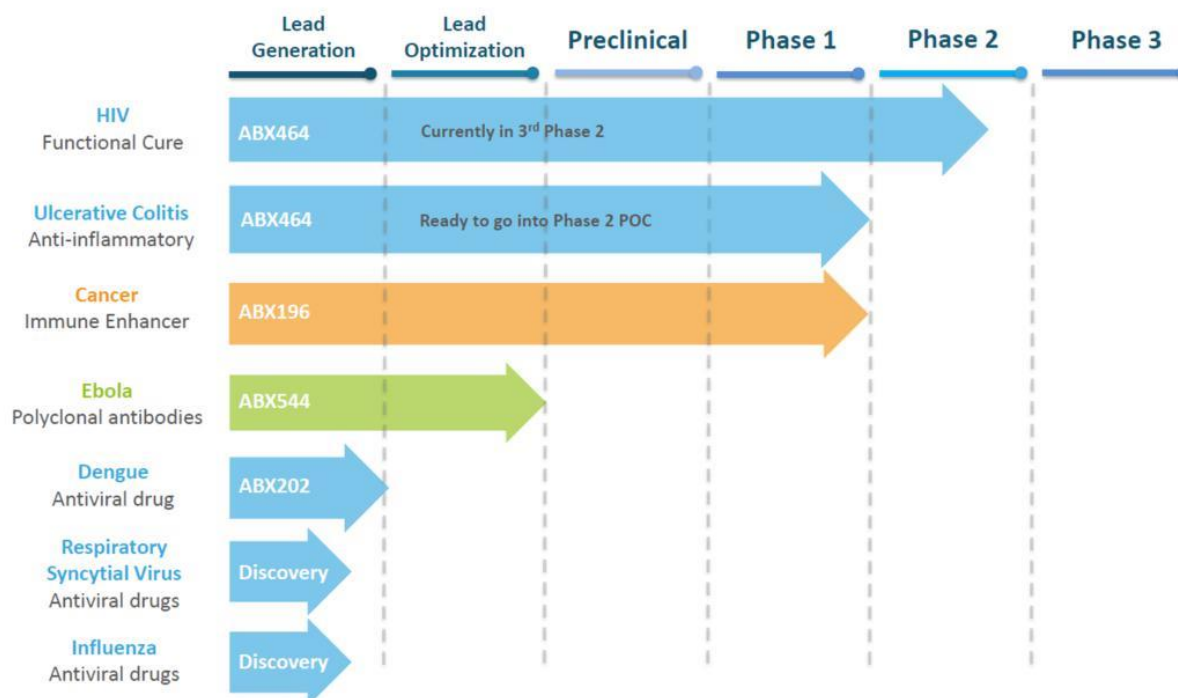 Lead
Generation
Lead
Optimization
Preclinical
Phase 1
Phase 2
Phase 3
HIV
Functional Cure
ABX464
Currently in 3rd Phase 2
Ulcerative Colitis
Anti-inflammatory
ABX464
Ready to go into Phase 2 POC
Cancer
Immune Enhancer
ABX196
Ebola
Polyclonal antibodies
ABX544
Dengue
Antiviral drug
ABX202
Respiratory
Syncytial Virus
Antiviral drugs
Discovery
Influenza
Antiviral drugs
Discovery